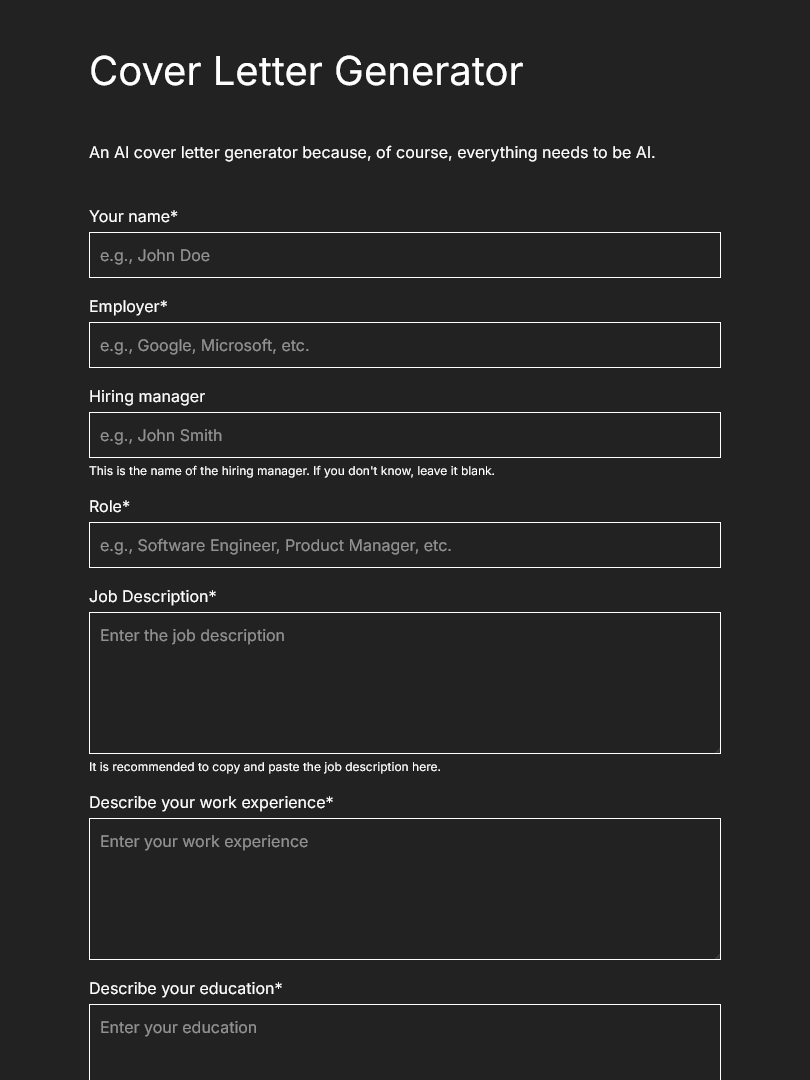 Cover Letter Generator
An AI cover letter generator because, of course, everything needs to be AI.
Your name*
e.g., John Doe
Employer*
e.g., Google, Microsoft, etc.
Hiring manager
e.g., John Smith
This is the name of the hiring manager. If you don't know, leave it blank.
Role*
e.g., Software Engineer, Product Manager, etc.
Job Description*
Enter the job description
It is recommended to copy and paste the job description here.
Describe your work experience*
Enter your work experience
Describe your education*
Enter your education